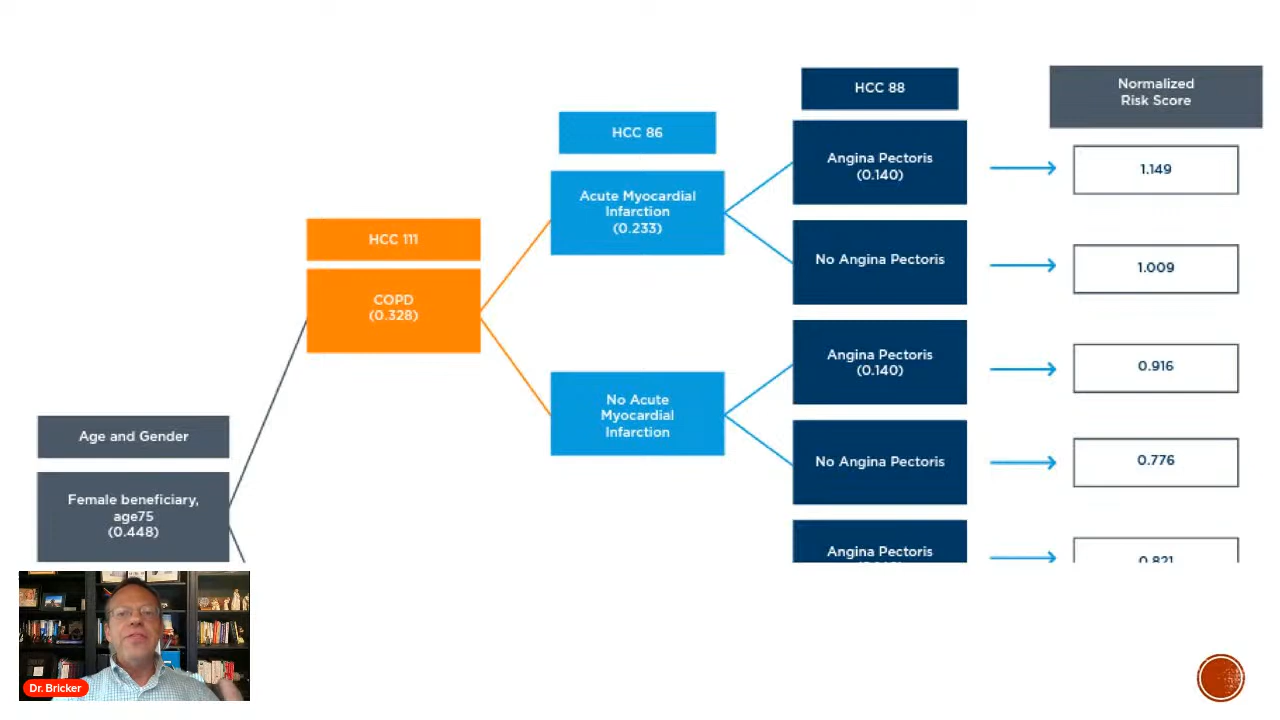 HCC 88
Normalized
Risk Score
HCC 86
Angina Pectoris
(0.140)
1.149
Acute Myocardial
Infarction
(0.233)
HCC 111
No Angina Pectoris
1.009
COPD
(0.328)
Angina Pectoris
(0.140)
0.916
No Acute
Myocardial
Infarction
Age and Gender
No Angina Pectoris
0.776
Female beneficiary,
age75
(0.448)
Angina Pectoris
0.821
Dr. Bricker